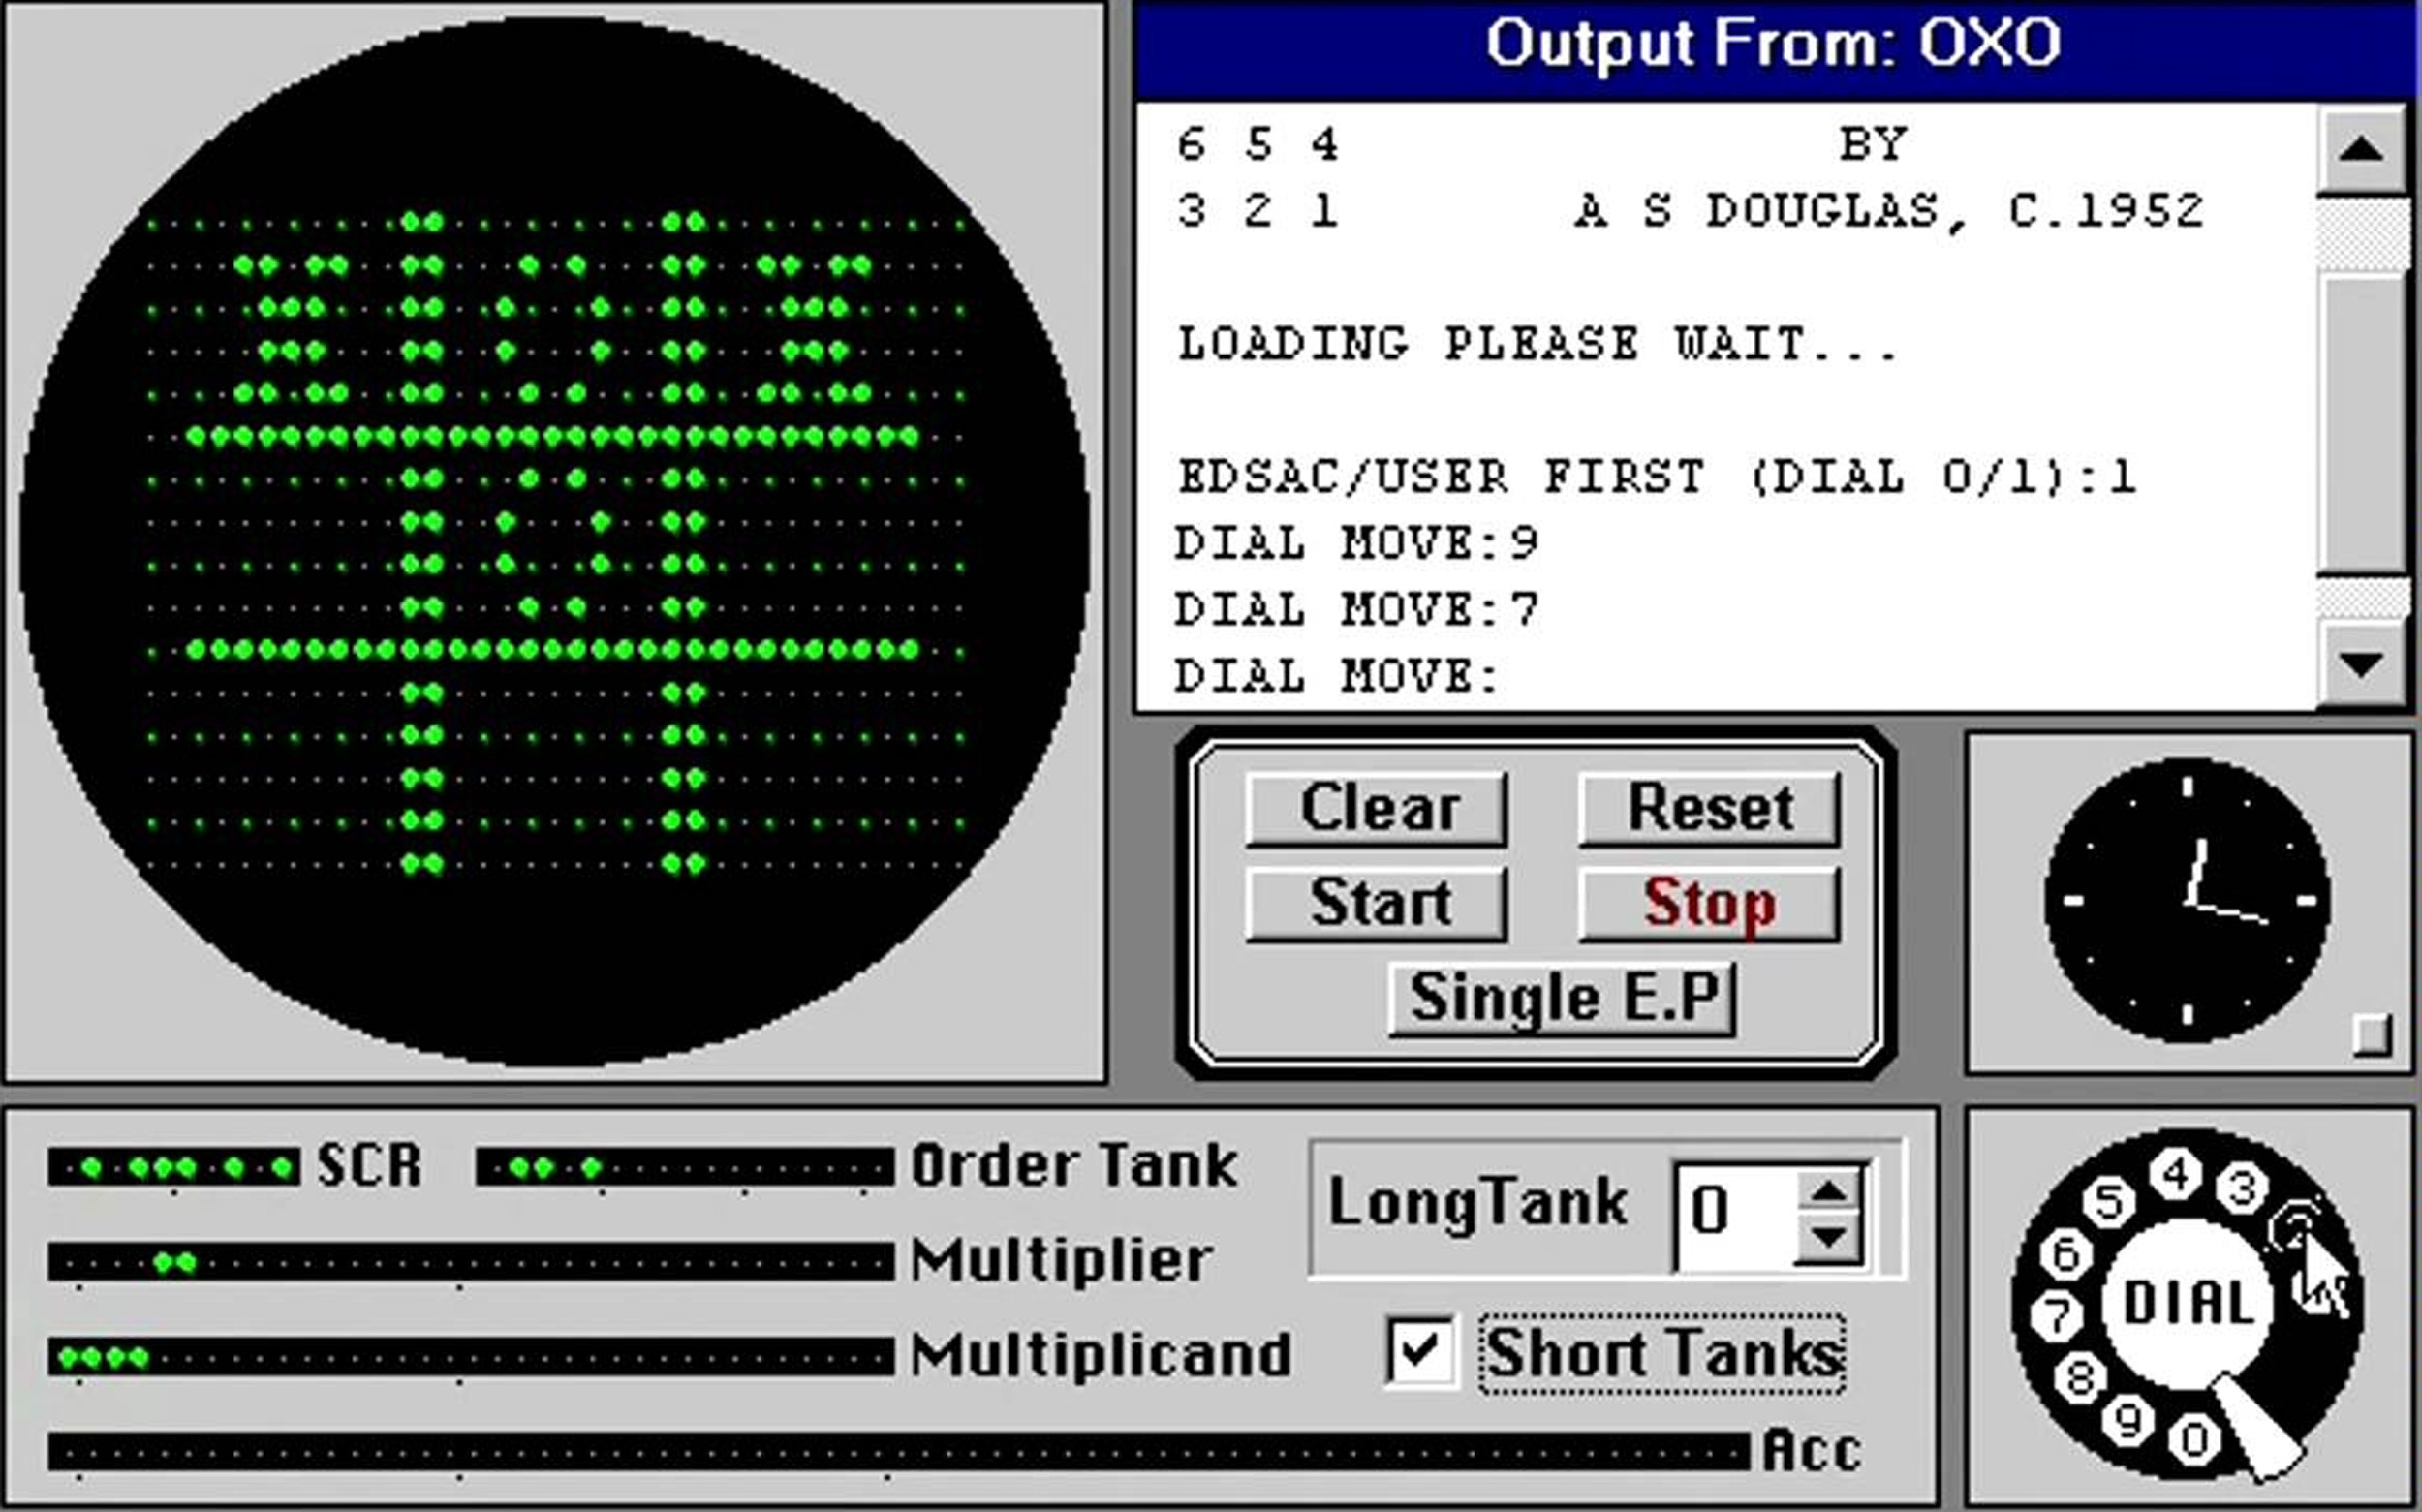 Output From: OXO
6 5 4 BY
3 2 1 A S DOUGLAS, C.1952
LOADING PLEASE WAIT...
EDSAC/USER FIRST (DIAL 0/1):1
DIAL MOVE:9
DIAL MOVE:7
DIAL MOVE:
Clear Reset
Start Stop
Single E.P
SCR Order Tank
LongTank 0
Multiplier
Multiplicand
Short Tanks
Acc
4
3
5
2
6
7
DIAL
8
9
0